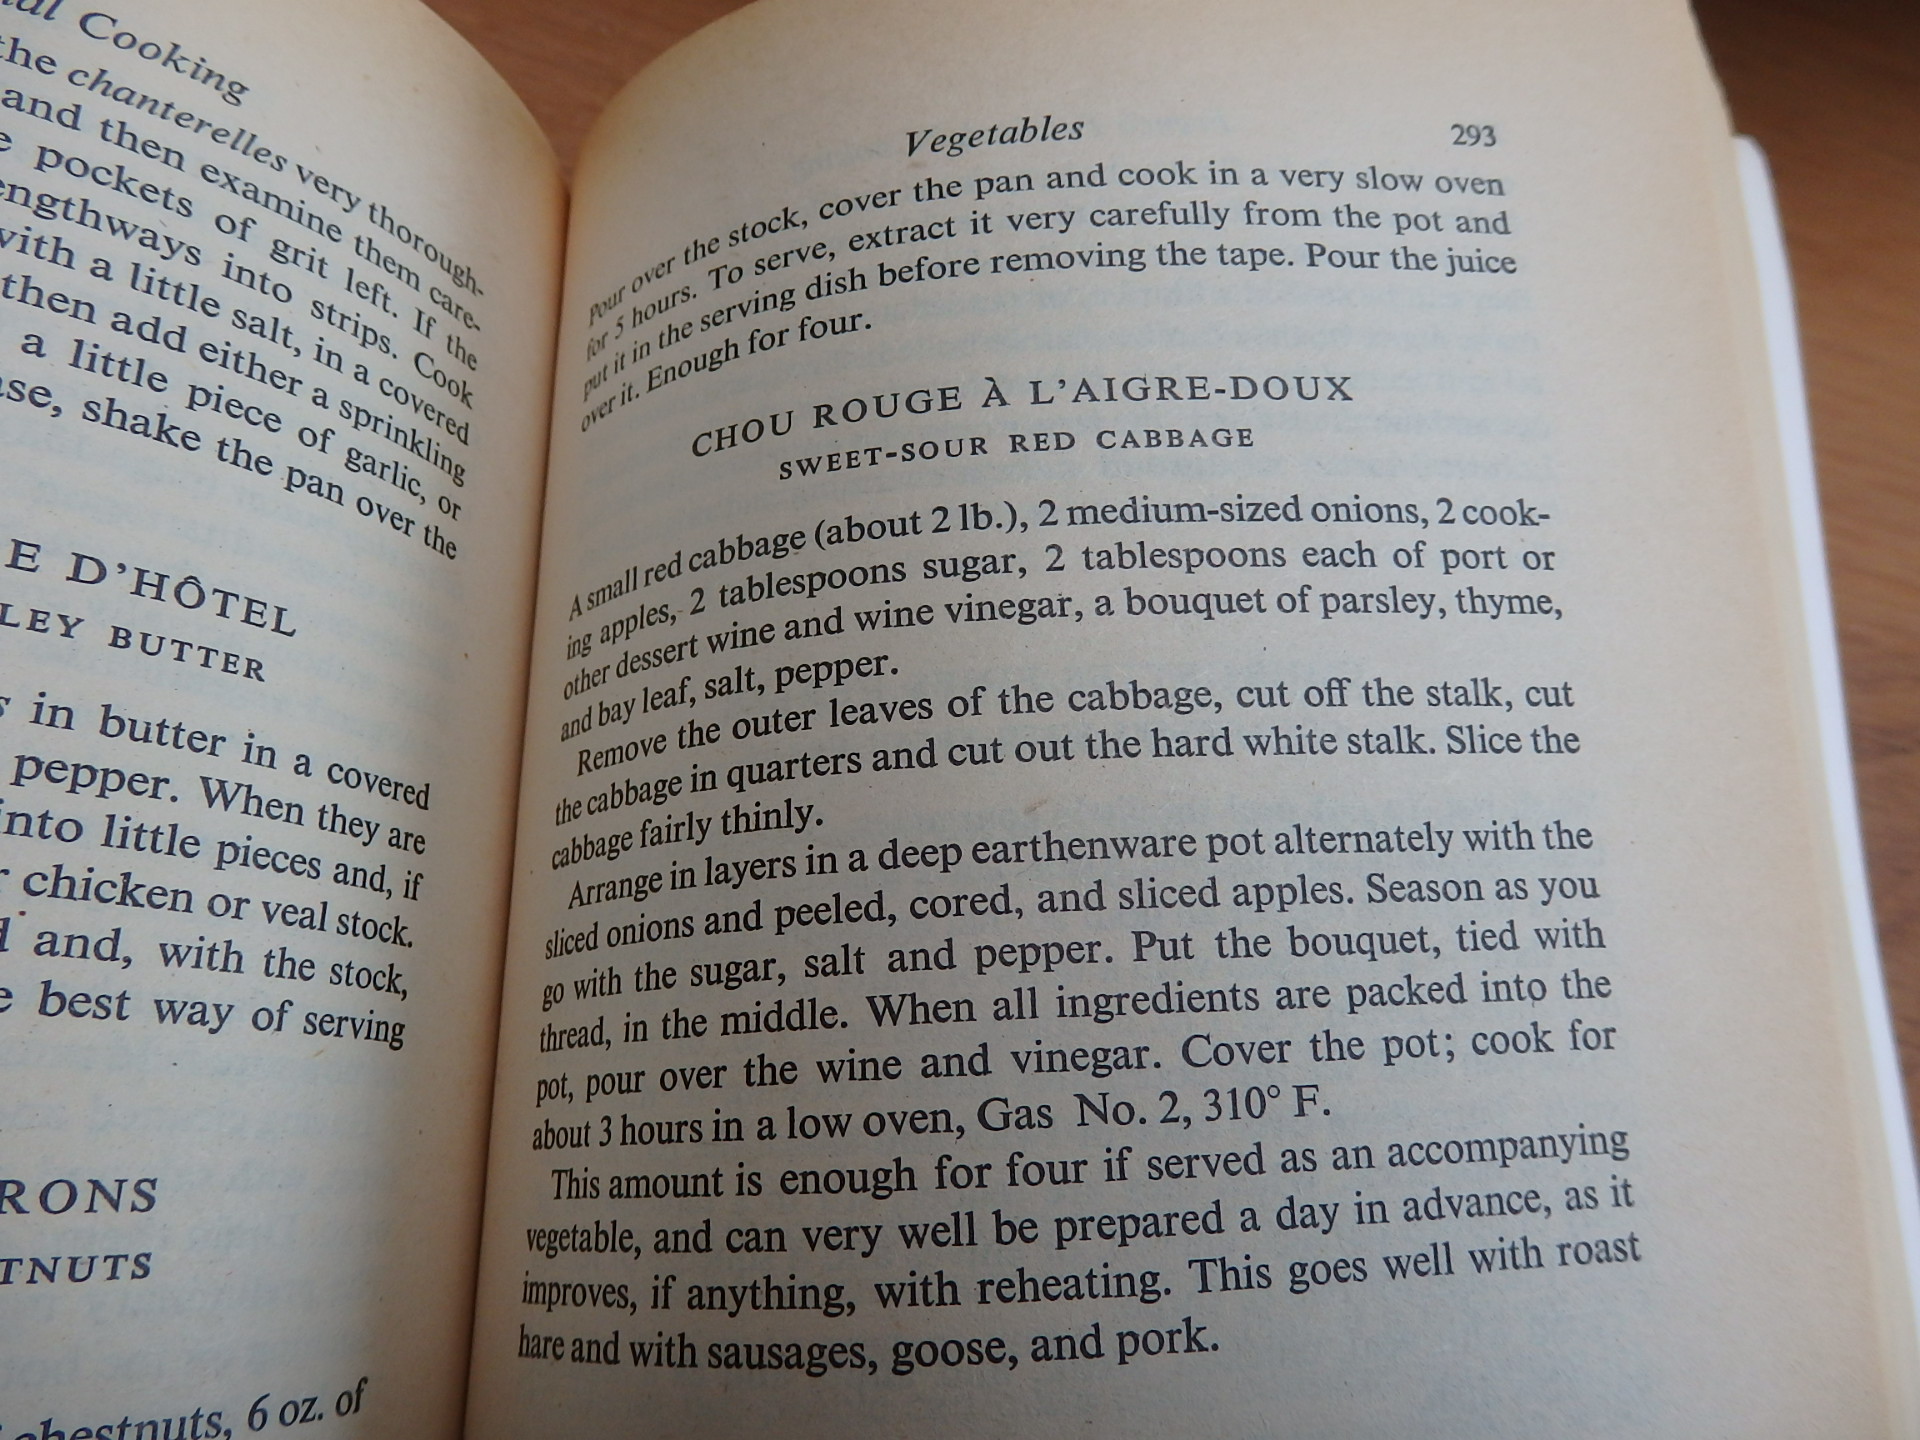 Cooking
the chanterelles very thorough-
and then examine them care-
pockets of grit left. If the
engthways into strips. Cook
with a little salt, in a covered
then add either a sprinkling
a little piece of garlic, or
shake the pan over the
E D'HÔTEL
LEY BUTTER
in butter in a covered
pepper. When they are
into little pieces and, if
chicken or veal stock.
and, with the stock,
best way of serving
RONS
TNUTS
chestnuts, 6 oz. of
Vegetables 293
Pour over the stock, cover the pan and cook in a very slow oven
for 5 hours. To serve, extract it very carefully from the pot and
put it in the serving dish before removing the tape. Pour the juice
over it. Enough for four.
CHOU ROUGE À L'AIGRE-DOUX
SWEET-SOUR RED CABBAGE
A small red cabbage (about 2 lb.), 2 medium-sized onions, 2 cook-
ing apples, 2 tablespoons sugar, 2 tablespoons each of port or
other dessert wine and wine vinegar, a bouquet of parsley, thyme,
and bay leaf, salt, pepper.
Remove the outer leaves of the cabbage, cut off the stalk, cut
the cabbage in quarters and cut out the hard white stalk. Slice the
cabbage fairly thinly.
Arrange in layers in a deep earthenware pot alternately with the
sliced onions and peeled, cored, and sliced apples. Season as you
go with the sugar, salt and pepper. Put the bouquet, tied with
thread, in the middle. When all ingredients are packed into the
pot, pour over the wine and vinegar. Cover the pot; cook for
about 3 hours in a low oven, Gas No. 2, 310° F.
This amount is enough for four if served as an accompanying
vegetable, and can very well be prepared a day in advance, as it
improves, if anything, with reheating. This goes well with roast
hare and with sausages, goose, and pork.